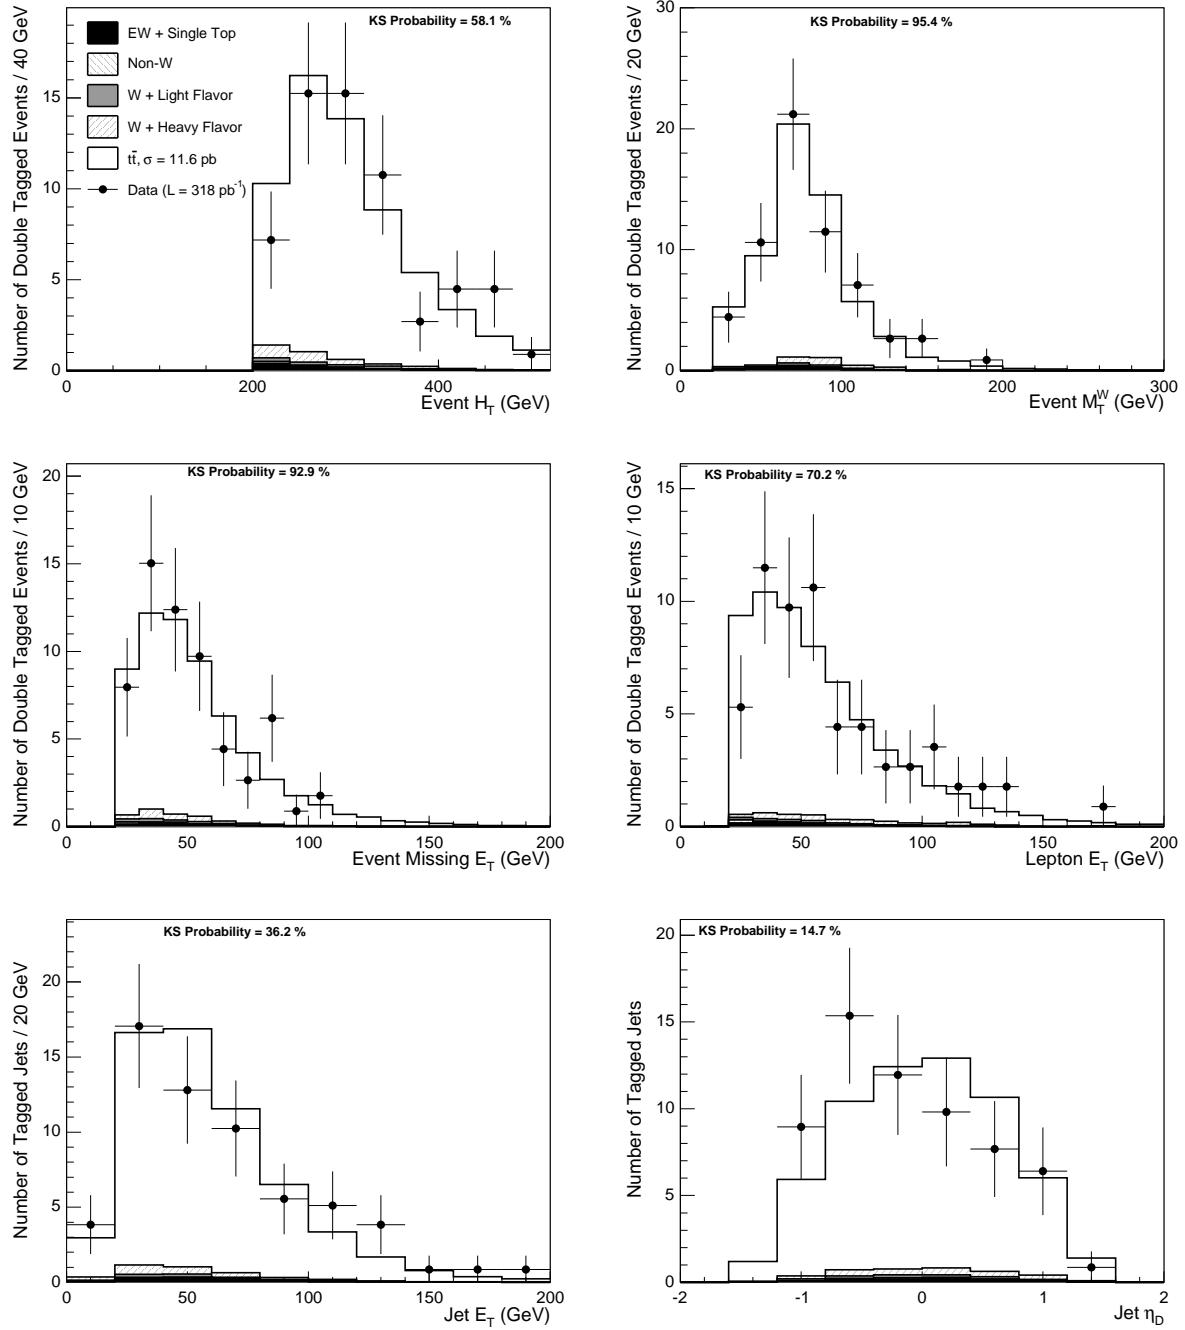 KS Probability = 58.1 %
Number of Double Tagged Events / 40 GeV
EW + Single Top
Non-W
W + Light Flavor
W + Heavy Flavor
tt̄, σ = 11.6 pb
Data (L = 318 pb⁻¹)
15
10
5
0
0 200 400
Event H_T (GeV)
KS Probability = 95.4 %
Number of Double Tagged Events / 20 GeV
30
20
10
0
0 100 200 300
Event M_T^W (GeV)
KS Probability = 92.9 %
Number of Double Tagged Events / 10 GeV
20
15
10
5
0
0 50 100 150 200
Event Missing E_T (GeV)
KS Probability = 70.2 %
Number of Double Tagged Events / 10 GeV
15
10
5
0
0 50 100 150 200
Lepton E_T (GeV)
KS Probability = 36.2 %
Number of Tagged Jets / 20 GeV
20
15
10
5
0
0 50 100 150 200
Jet E_T (GeV)
KS Probability = 14.7 %
Number of Tagged Jets
20
15
10
5
0
-2 -1 0 1 2
Jet η_D